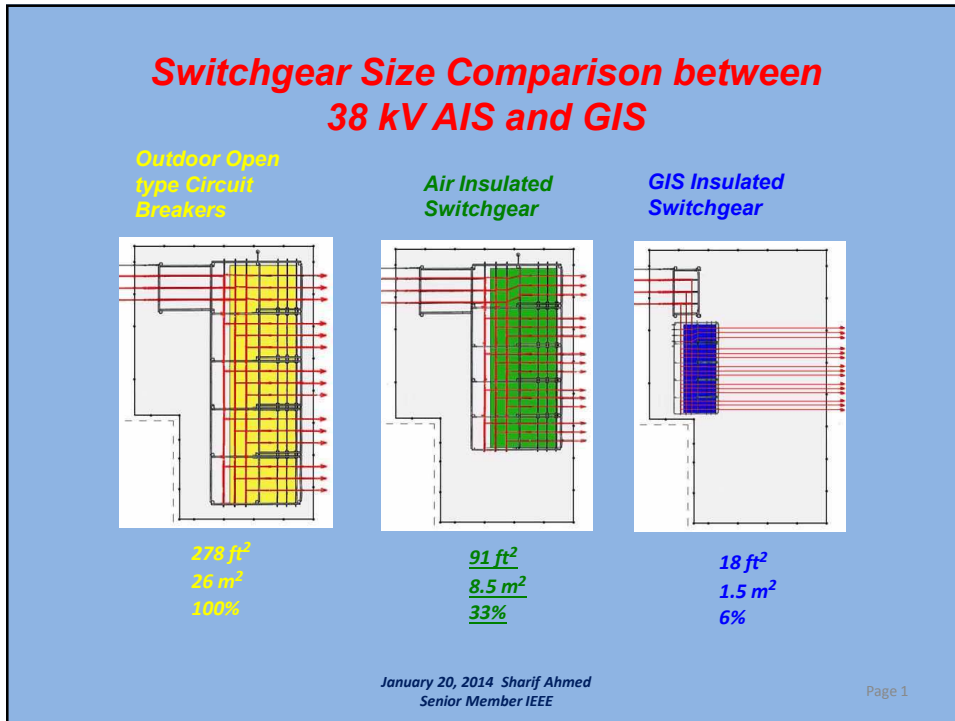 Switchgear Size Comparison between
38 kV AIS and GIS
Outdoor Open
type Circuit
Breakers
Air Insulated
Switchgear
GIS Insulated
Switchgear
278 ft²
26 m²
100%
91 ft²
8.5 m²
33%
18 ft²
1.5 m²
6%
January 20, 2014 Sharif Ahmed
Senior Member IEEE
Page 1